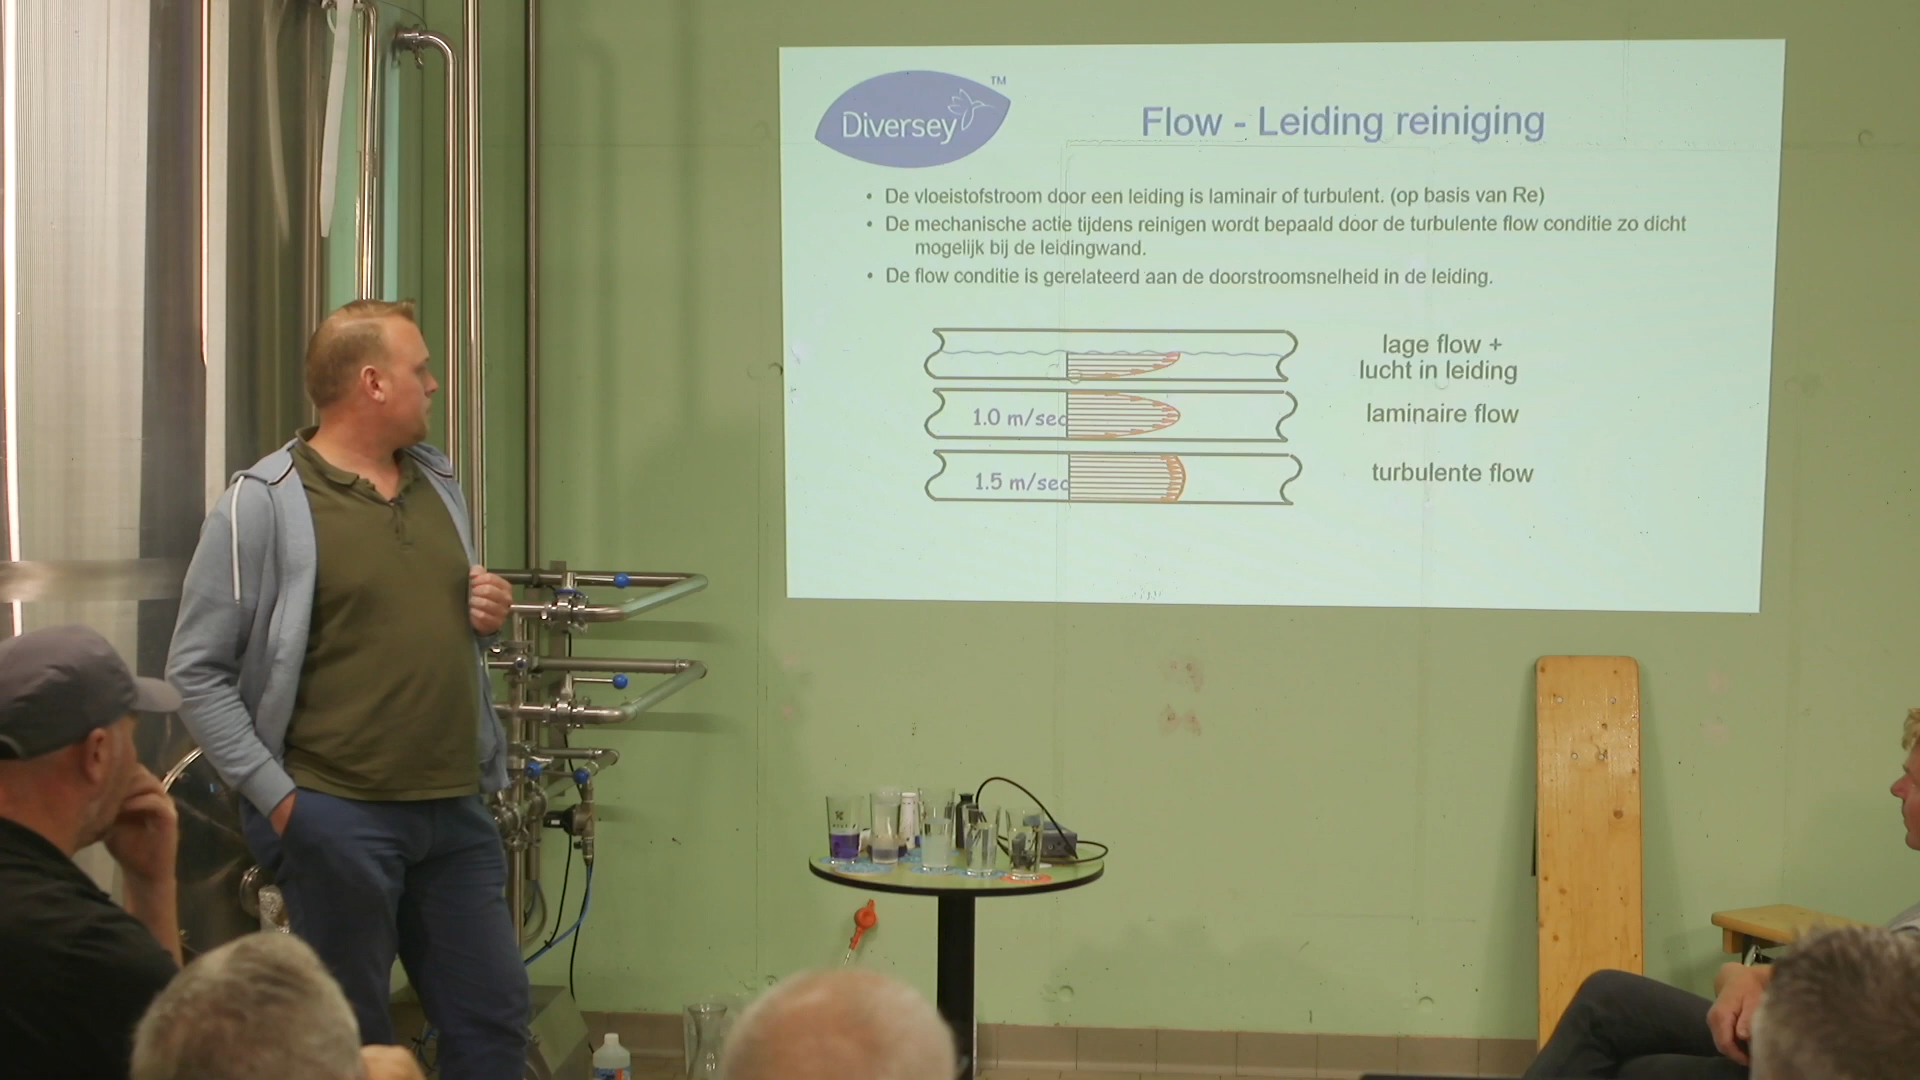 Diversey™
Flow - Leiding reiniging
• De vloeistofstroom door een leiding is laminair of turbulent. (op basis van Re)
• De mechanische actie tijdens reinigen wordt bepaald door de turbulente flow conditie zo dicht
mogelijk bij de leidingwand.
• De flow conditie is gerelateerd aan de doorstroomsnelheid in de leiding.
lage flow +
lucht in leiding
1.0 m/sec
laminaire flow
1.5 m/sec
turbulente flow